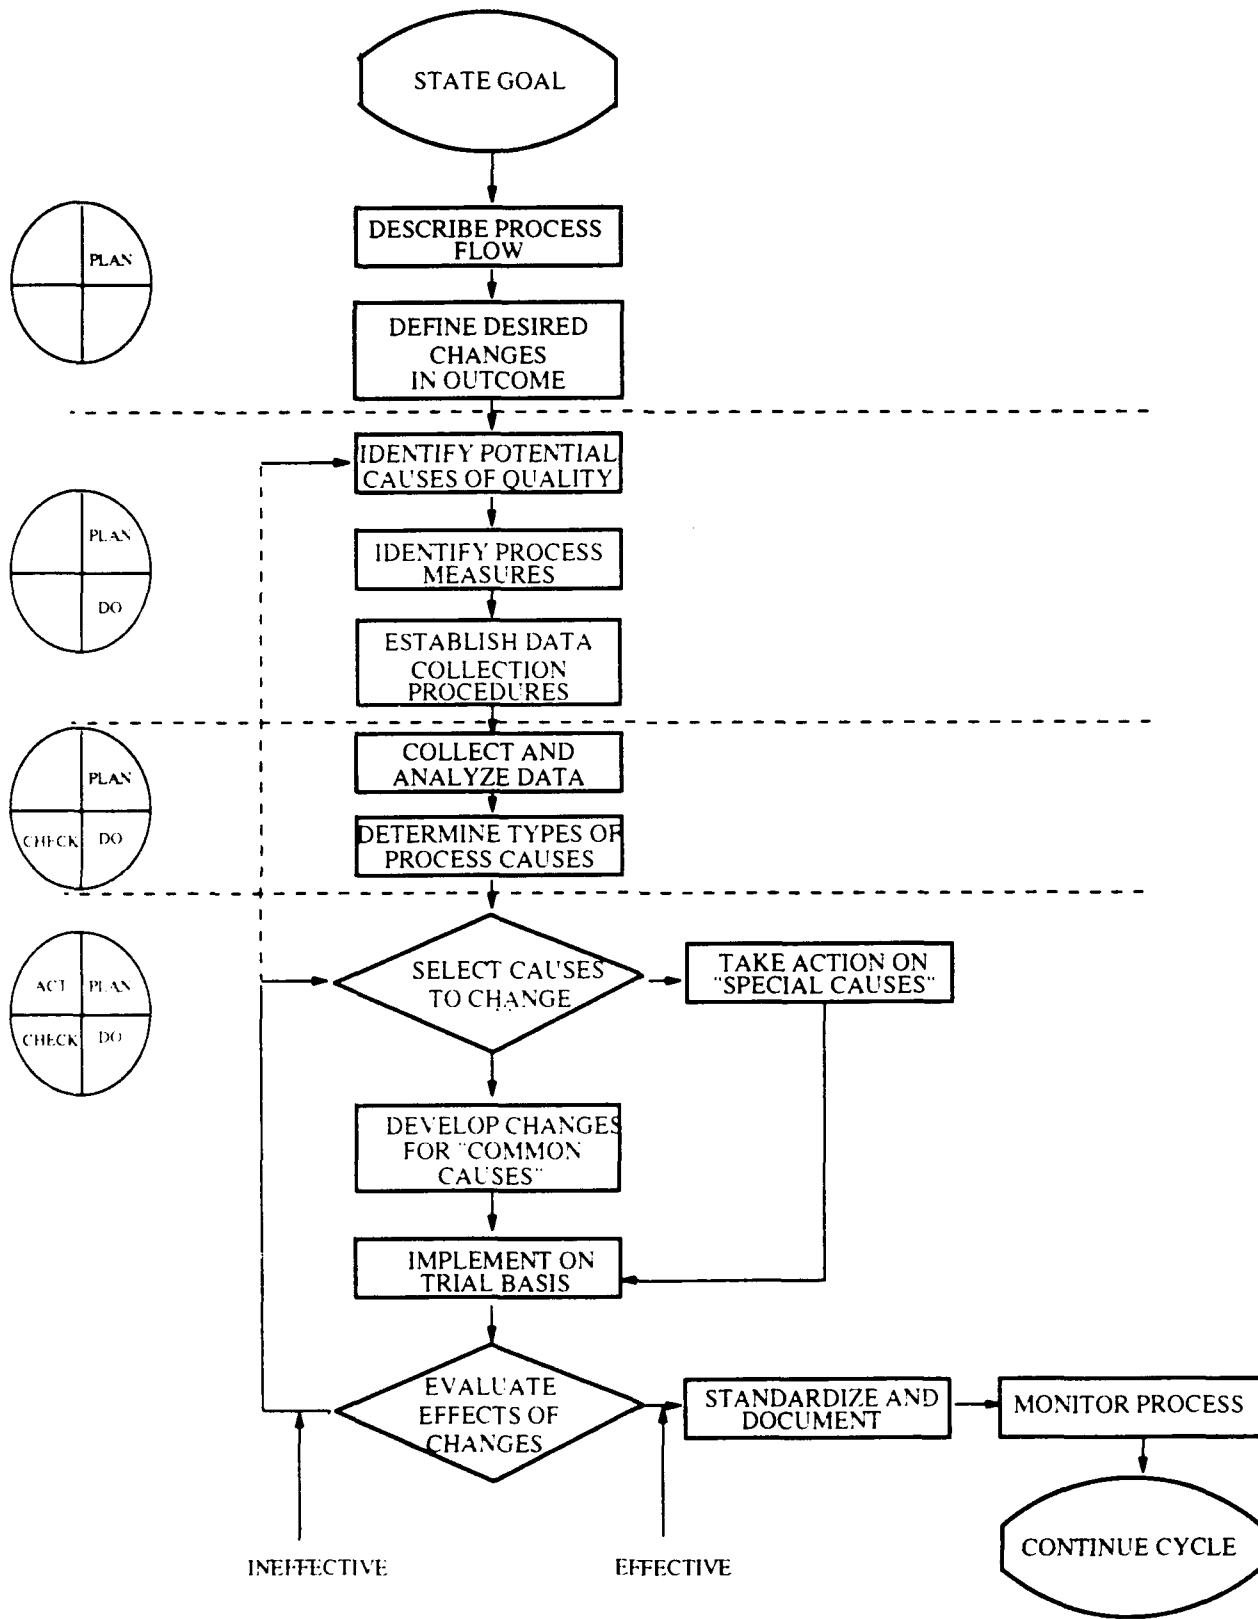 STATE GOAL
DESCRIBE PROCESS
FLOW
PLAN
DEFINE DESIRED
CHANGES
IN OUTCOME
IDENTIFY POTENTIAL
CAUSES OF QUALITY
PLAN
DO
IDENTIFY PROCESS
MEASURES
ESTABLISH DATA
COLLECTION
PROCEDURES
COLLECT AND
ANALYZE DATA
PLAN
CHECK DO
DETERMINE TYPES OF
PROCESS CAUSES
ACT PLAN
CHECK DO
SELECT CAUSES
TO CHANGE
TAKE ACTION ON
"SPECIAL CAUSES"
DEVELOP CHANGES
FOR "COMMON
CAUSES"
IMPLEMENT ON
TRIAL BASIS
EVALUATE
EFFECTS OF
CHANGES
STANDARDIZE AND
DOCUMENT
MONITOR PROCESS
CONTINUE CYCLE
INEFFECTIVE
EFFECTIVE